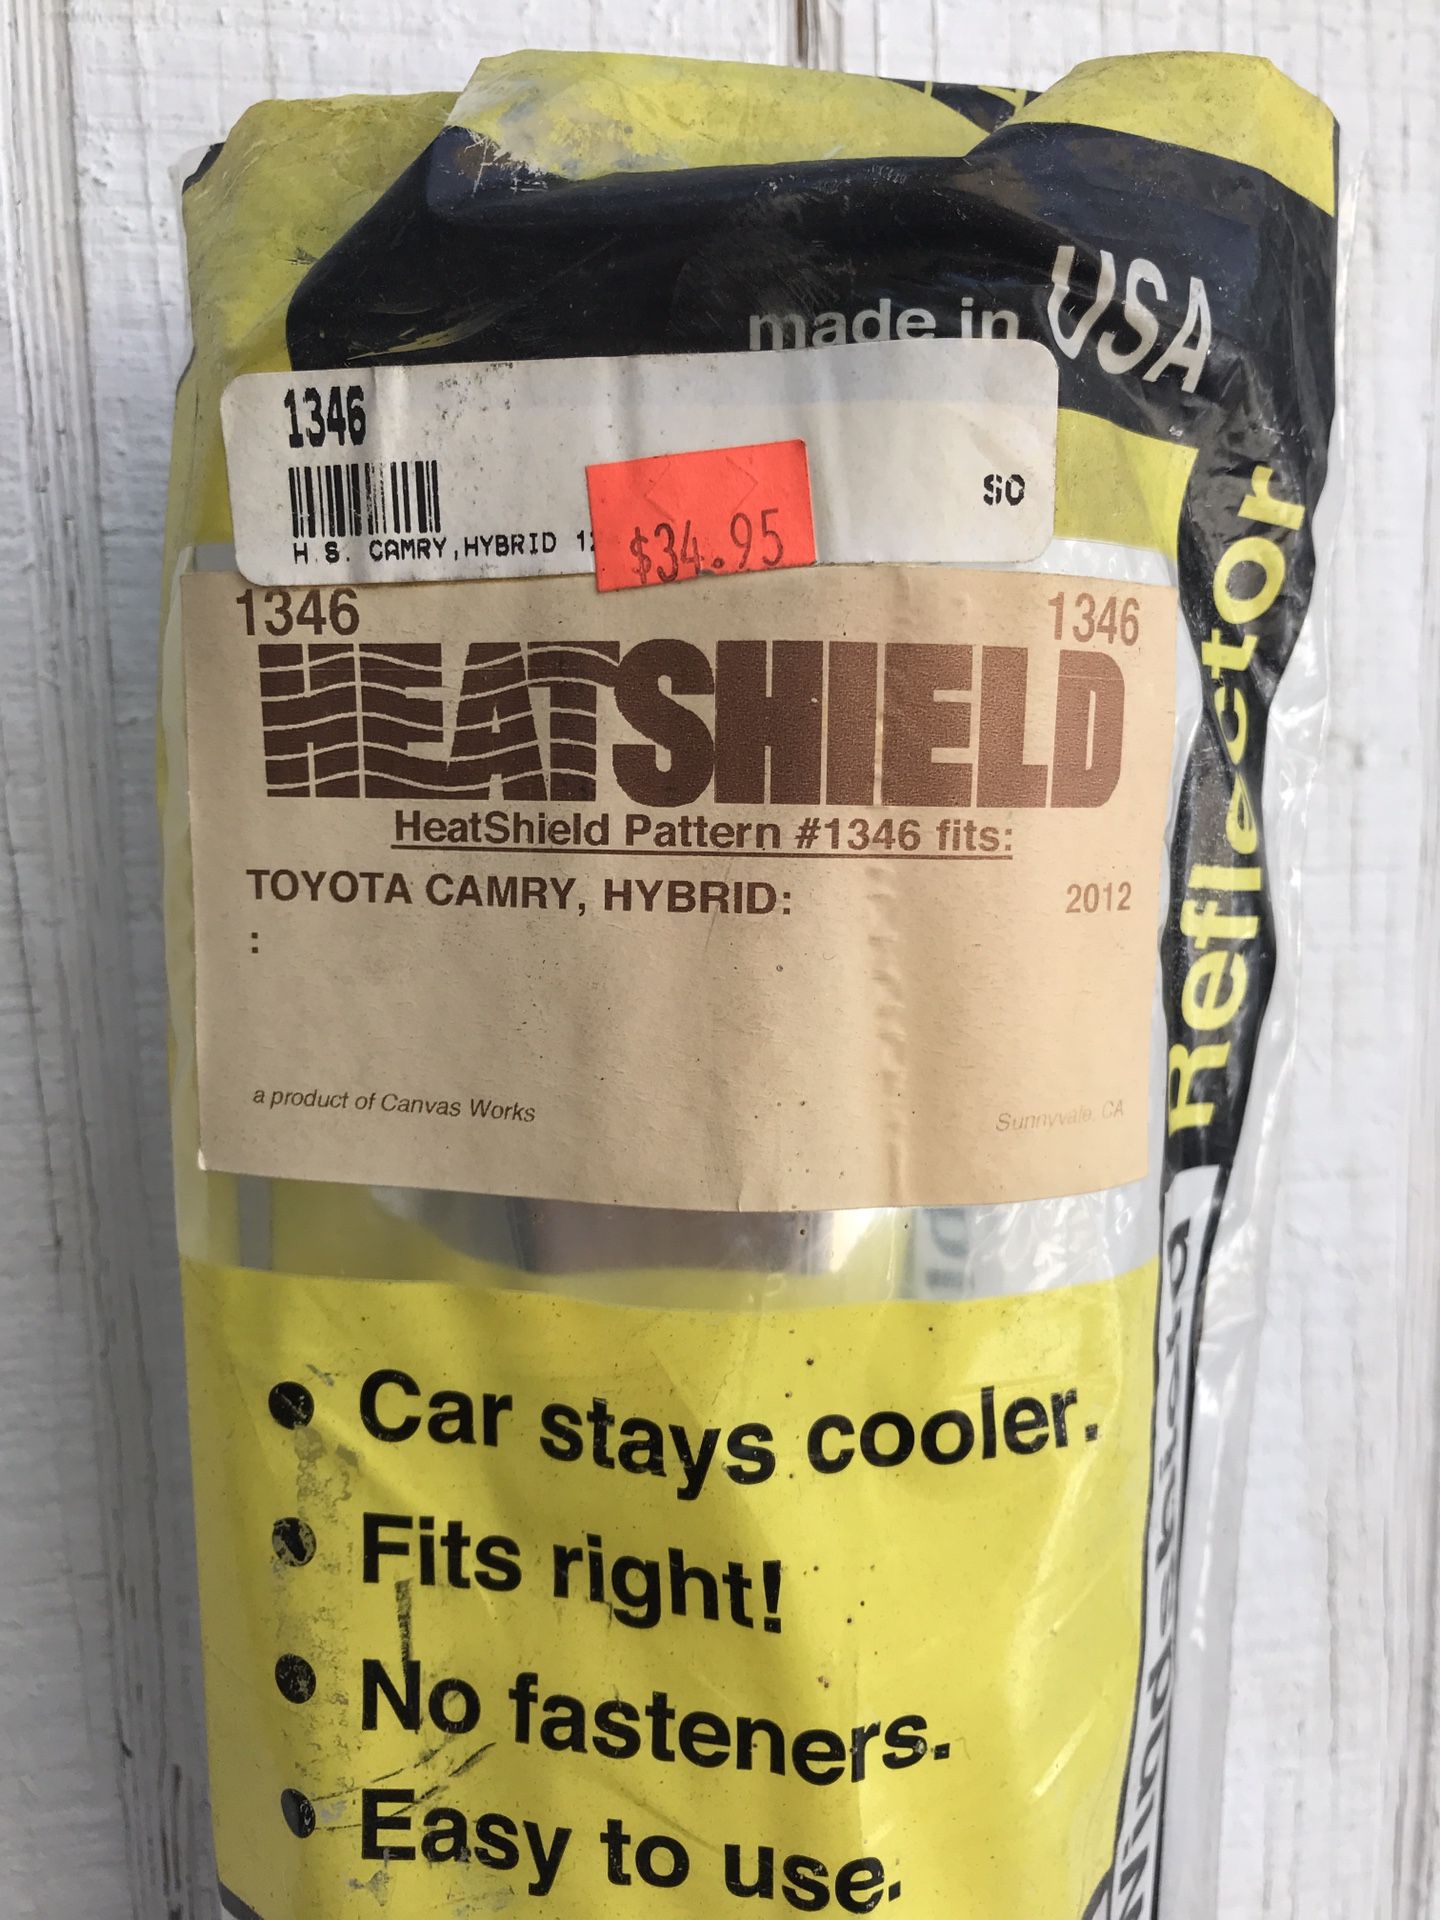 made in USA
1346
$34.95
SO
H.S. CAMRY,HYBRID
1346
1346
HEATSHIELD
HeatShield Pattern #1346 fits:
TOYOTA CAMRY, HYBRID:
2012
:
a product of Canvas Works
Sunnyvale, CA
Reflector
• Car stays cooler.
• Fits right!
• No fasteners.
• Easy to use.